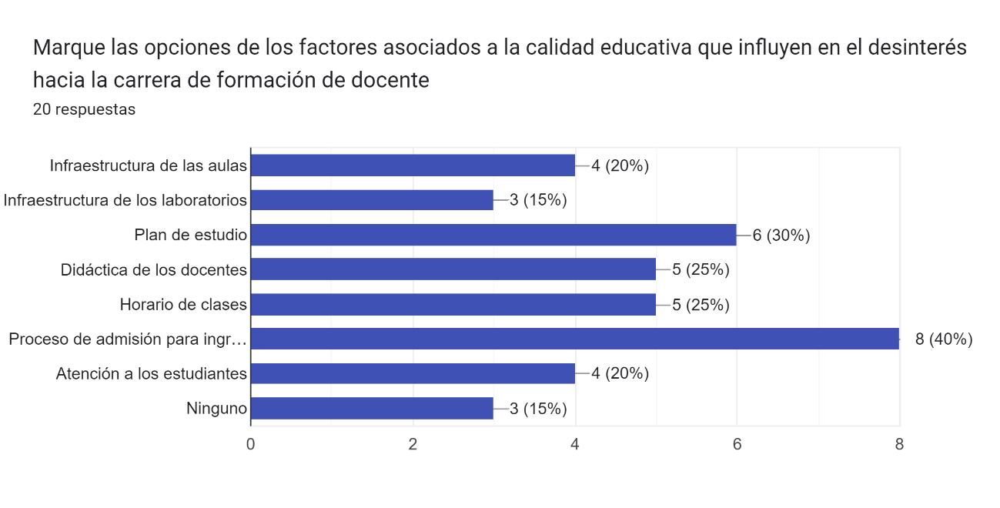 Marque las opciones de los factores asociados a la calidad educativa que influyen en el desinterés
hacia la carrera de formación de docente
20 respuestas
Infraestructura de las aulas 4 (20%)
Infraestructura de los laboratorios 3 (15%)
Plan de estudio 6 (30%)
Didáctica de los docentes 5 (25%)
Horario de clases 5 (25%)
Proceso de admisión para ingr… 8 (40%)
Atención a los estudiantes 4 (20%)
Ninguno 3 (15%)
0 2 4 6 8